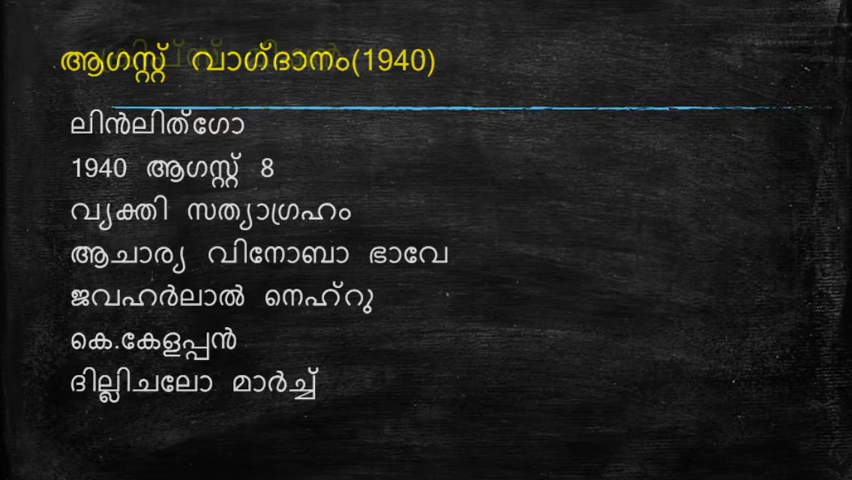 ആഗസ്റ്റ് വാഗ്ദാനം(1940)
ലിൻലിത്ഗോ
1940 ആഗസ്റ്റ് 8
വ്യക്തി സത്യാഗ്രഹം
ആചാര്യ വിനോബാ ഭാവേ
ജവഹർലാൽ നെഹ്റു
കെ.കേളപ്പൻ
ദില്ലിചലോ മാർച്ച്